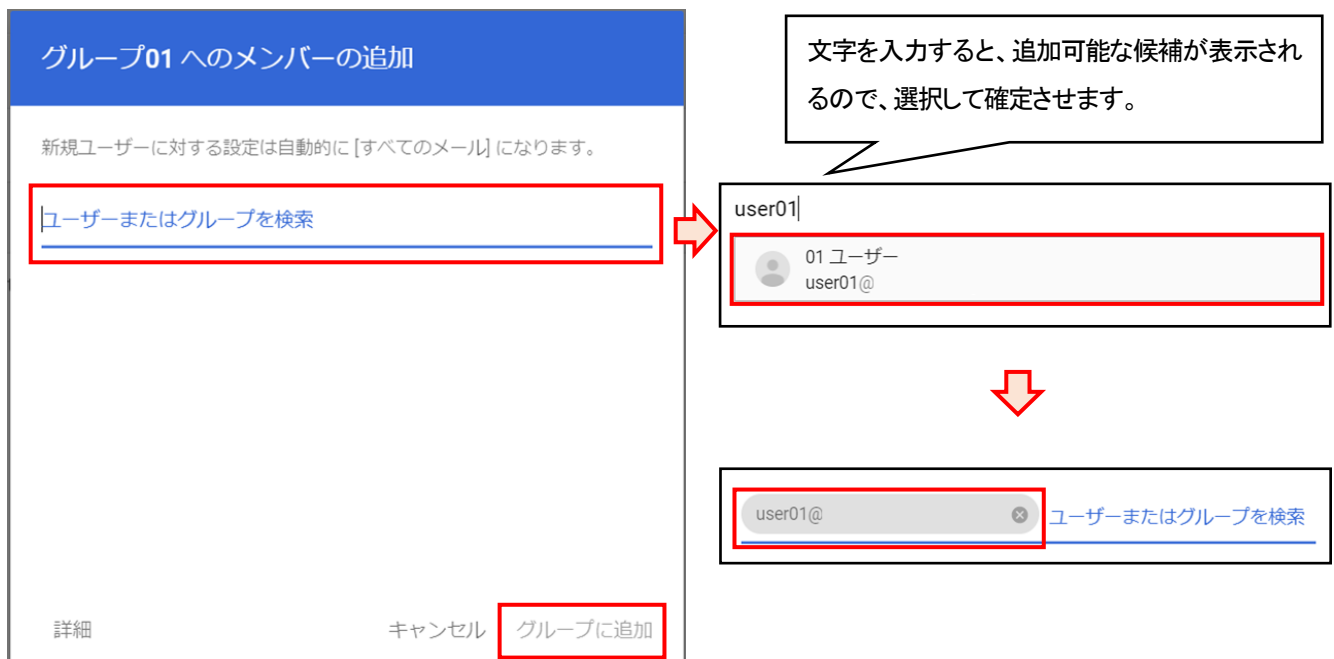 グループ01 へのメンバーの追加
新規ユーザーに対する設定は自動的に [すべてのメール] になります。
ユーザーまたはグループを検索
詳細
キャンセル
グループに追加
文字を入力すると、追加可能な候補が表示され
るので、選択して確定させます。
user01
01 ユーザー
user01@
user01@
ユーザーまたはグループを検索